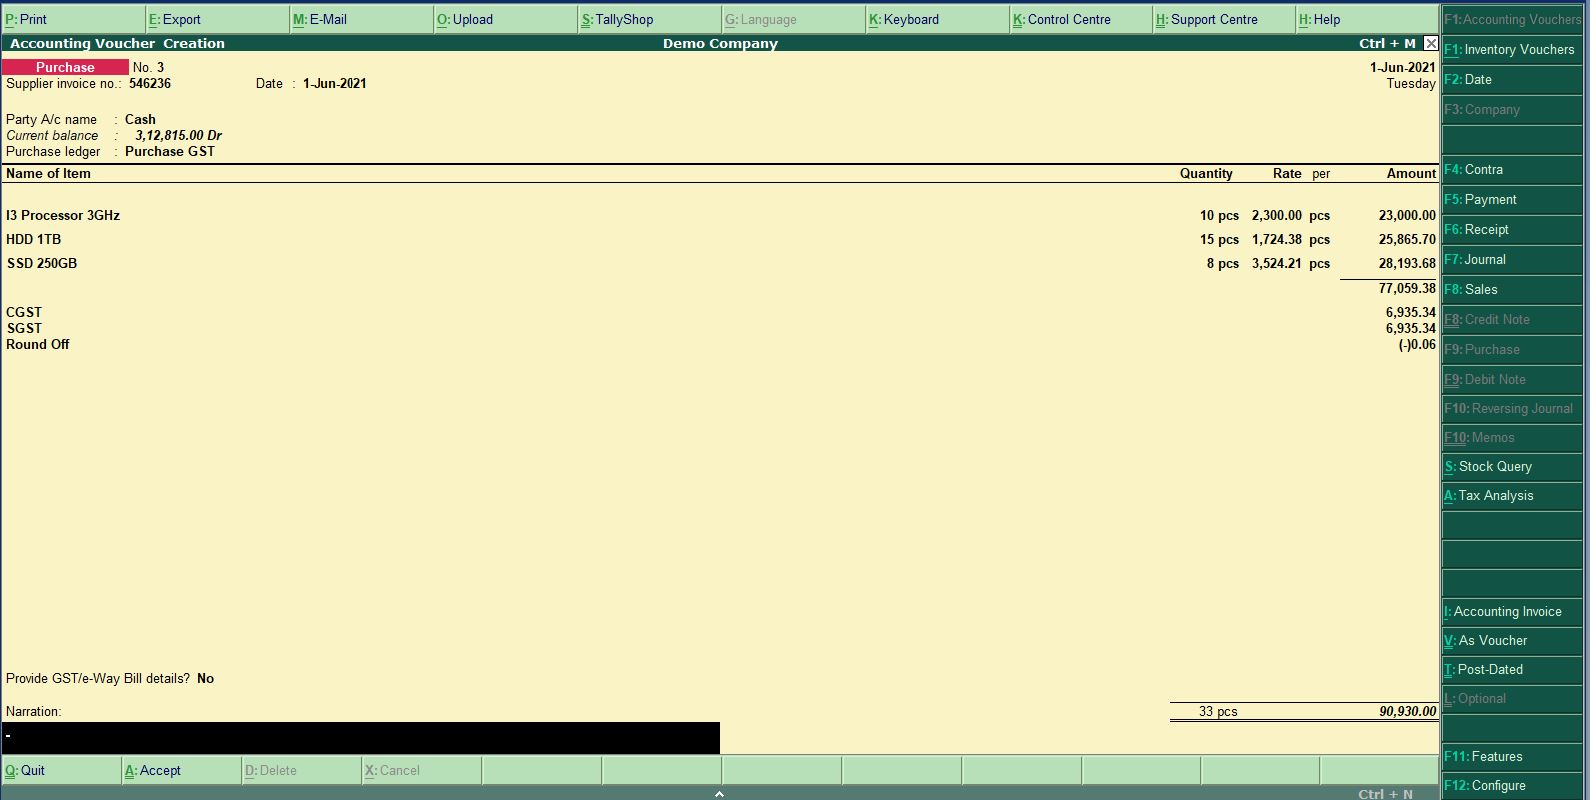 P: Print E: Export M: E-Mail O: Upload S: TallyShop G: Language K: Keyboard K: Control Centre H: Support Centre H: Help
Accounting Voucher Creation Demo Company Ctrl + M
Purchase No. 3 1-Jun-2021
Supplier invoice no.: 546236 Date : 1-Jun-2021 Tuesday
Party A/c name : Cash
Current balance : 3,12,815.00 Dr
Purchase ledger : Purchase GST
Name of Item Quantity Rate per Amount
I3 Processor 3GHz 10 pcs 2,300.00 pcs 23,000.00
HDD 1TB 15 pcs 1,724.38 pcs 25,865.70
SSD 250GB 8 pcs 3,524.21 pcs 28,193.68
77,059.38
CGST 6,935.34
SGST 6,935.34
Round Off (-)0.06
Provide GST/e-Way Bill details? No
Narration: 33 pcs 90,930.00
Q: Quit A: Accept D: Delete X: Cancel
Ctrl + N
F1: Accounting Vouchers
F1: Inventory Vouchers
F2: Date
F3: Company
F4: Contra
F5: Payment
F6: Receipt
F7: Journal
F8: Sales
F8: Credit Note
F9: Purchase
F9: Debit Note
F10: Reversing Journal
F10: Memos
S: Stock Query
A: Tax Analysis
I: Accounting Invoice
V: As Voucher
T: Post-Dated
L: Optional
F11: Features
F12: Configure